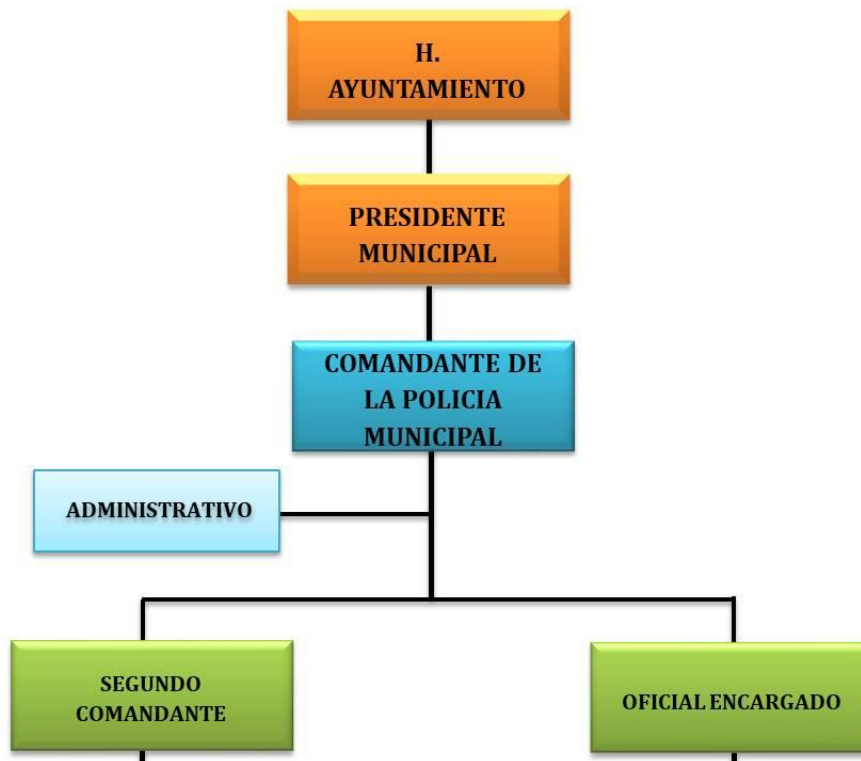 H.
AYUNTAMIENTO
PRESIDENTE
MUNICIPAL
COMANDANTE DE
LA POLICIA
MUNICIPAL
ADMINISTRATIVO
SEGUNDO
COMANDANTE
OFICIAL ENCARGADO